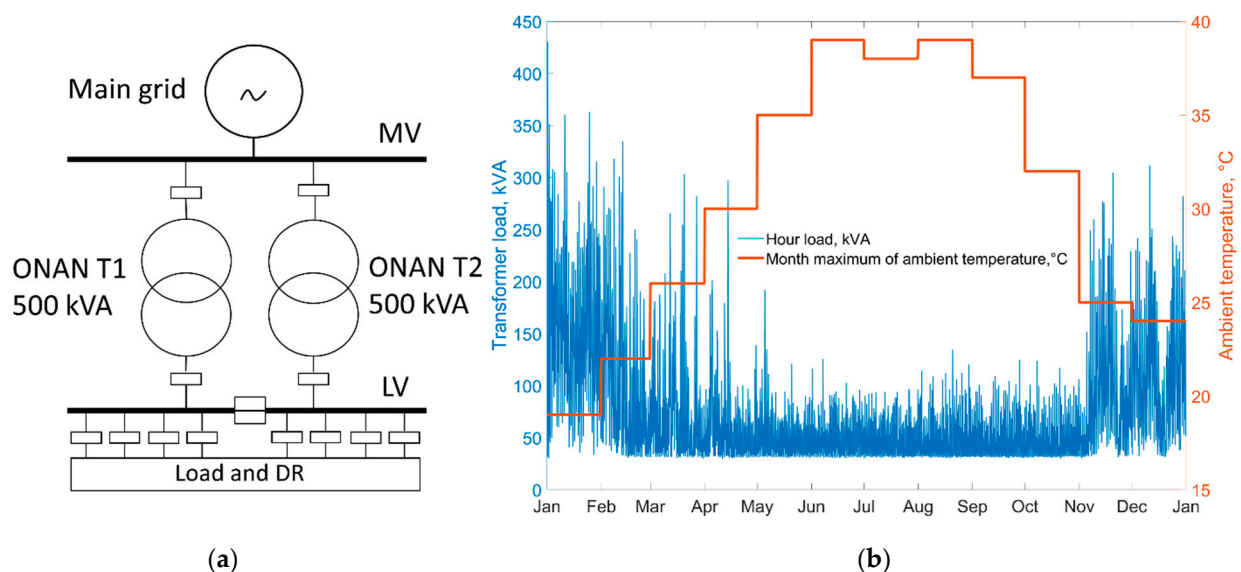 Main grid
MV
ONAN T1
500 kVA
ONAN T2
500 kVA
LV
Load and DR
(a)
450
400
350
300
250
200
150
100
50
0
Transformer load, kVA
Hour load, kVA
Month maximum of ambient temperature,°C
40
35
30
25
20
15
Ambient temperature, °C
Jan Feb Mar Apr May Jun Jul Aug Sep Oct Nov Dec Jan
(b)